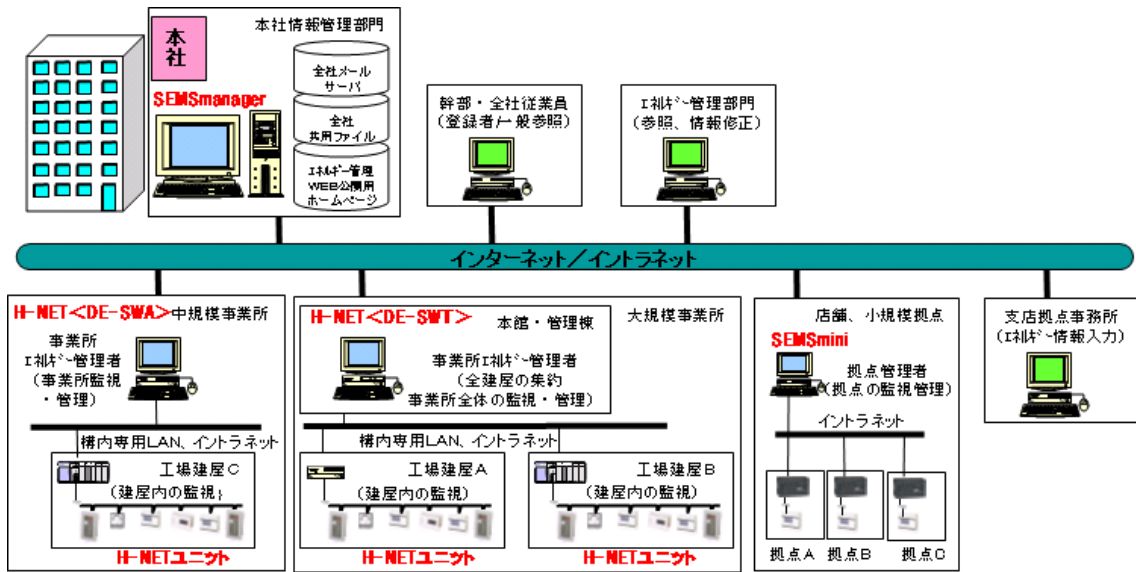 本社
本社情報管理部門
SEMSmanager
全社メール
サーバ
全社
共用ファイル
ｴﾈﾙｷﾞｰ管理
WEB公開用
ホームページ
幹部・全社従業員
(登録者/一般参照)
ｴﾈﾙｷﾞｰ管理部門
(参照、情報修正)
インターネット／イントラネット
H-NET<DE-SWA>中規模事業所
事業所
ｴﾈﾙｷﾞｰ管理者
(事業所監視
・管理)
構内専用LAN、イントラネット
工場建屋C
(建屋内の監視}
H-NETユニット
H-NET<DE-SWT>
本館・管理棟
大規模事業所
事業所ｴﾈﾙｷﾞｰ管理者
(全建屋の集約
事業所全体の監視・管理)
構内専用LAN、イントラネット
工場建屋A
(建屋内の監視)
H-NETユニット
工場建屋B
(建屋内の監視)
H-NETユニット
店舗、小規模拠点
SEMSmini
拠点管理者
(拠点の監視管理)
イントラネット
拠点A
拠点B
拠点C
支店拠点事務所
(ｴﾈﾙｷﾞｰ情報入力)